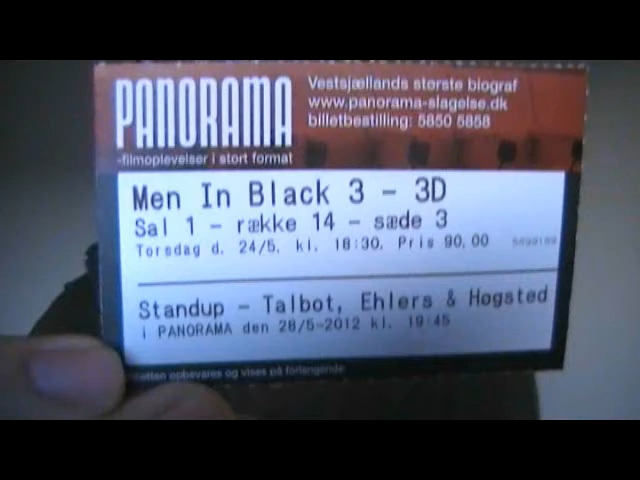 PANORAMA
-filmoplevelser i stort format
Vestsjællands største biograf
www.panorama-slagelse.dk
billetbestilling: 5850 5858
Men In Black 3 - 3D
Sal 1 - række 14 - sæde 3
Torsdag d. 24/5, kl. 18:30, Pris 90,00
Standup - Talbot, Ehlers & Høgsted
i PANORAMA den 28/5-2012 kl. 19:45
opbevares og vises på forlangende